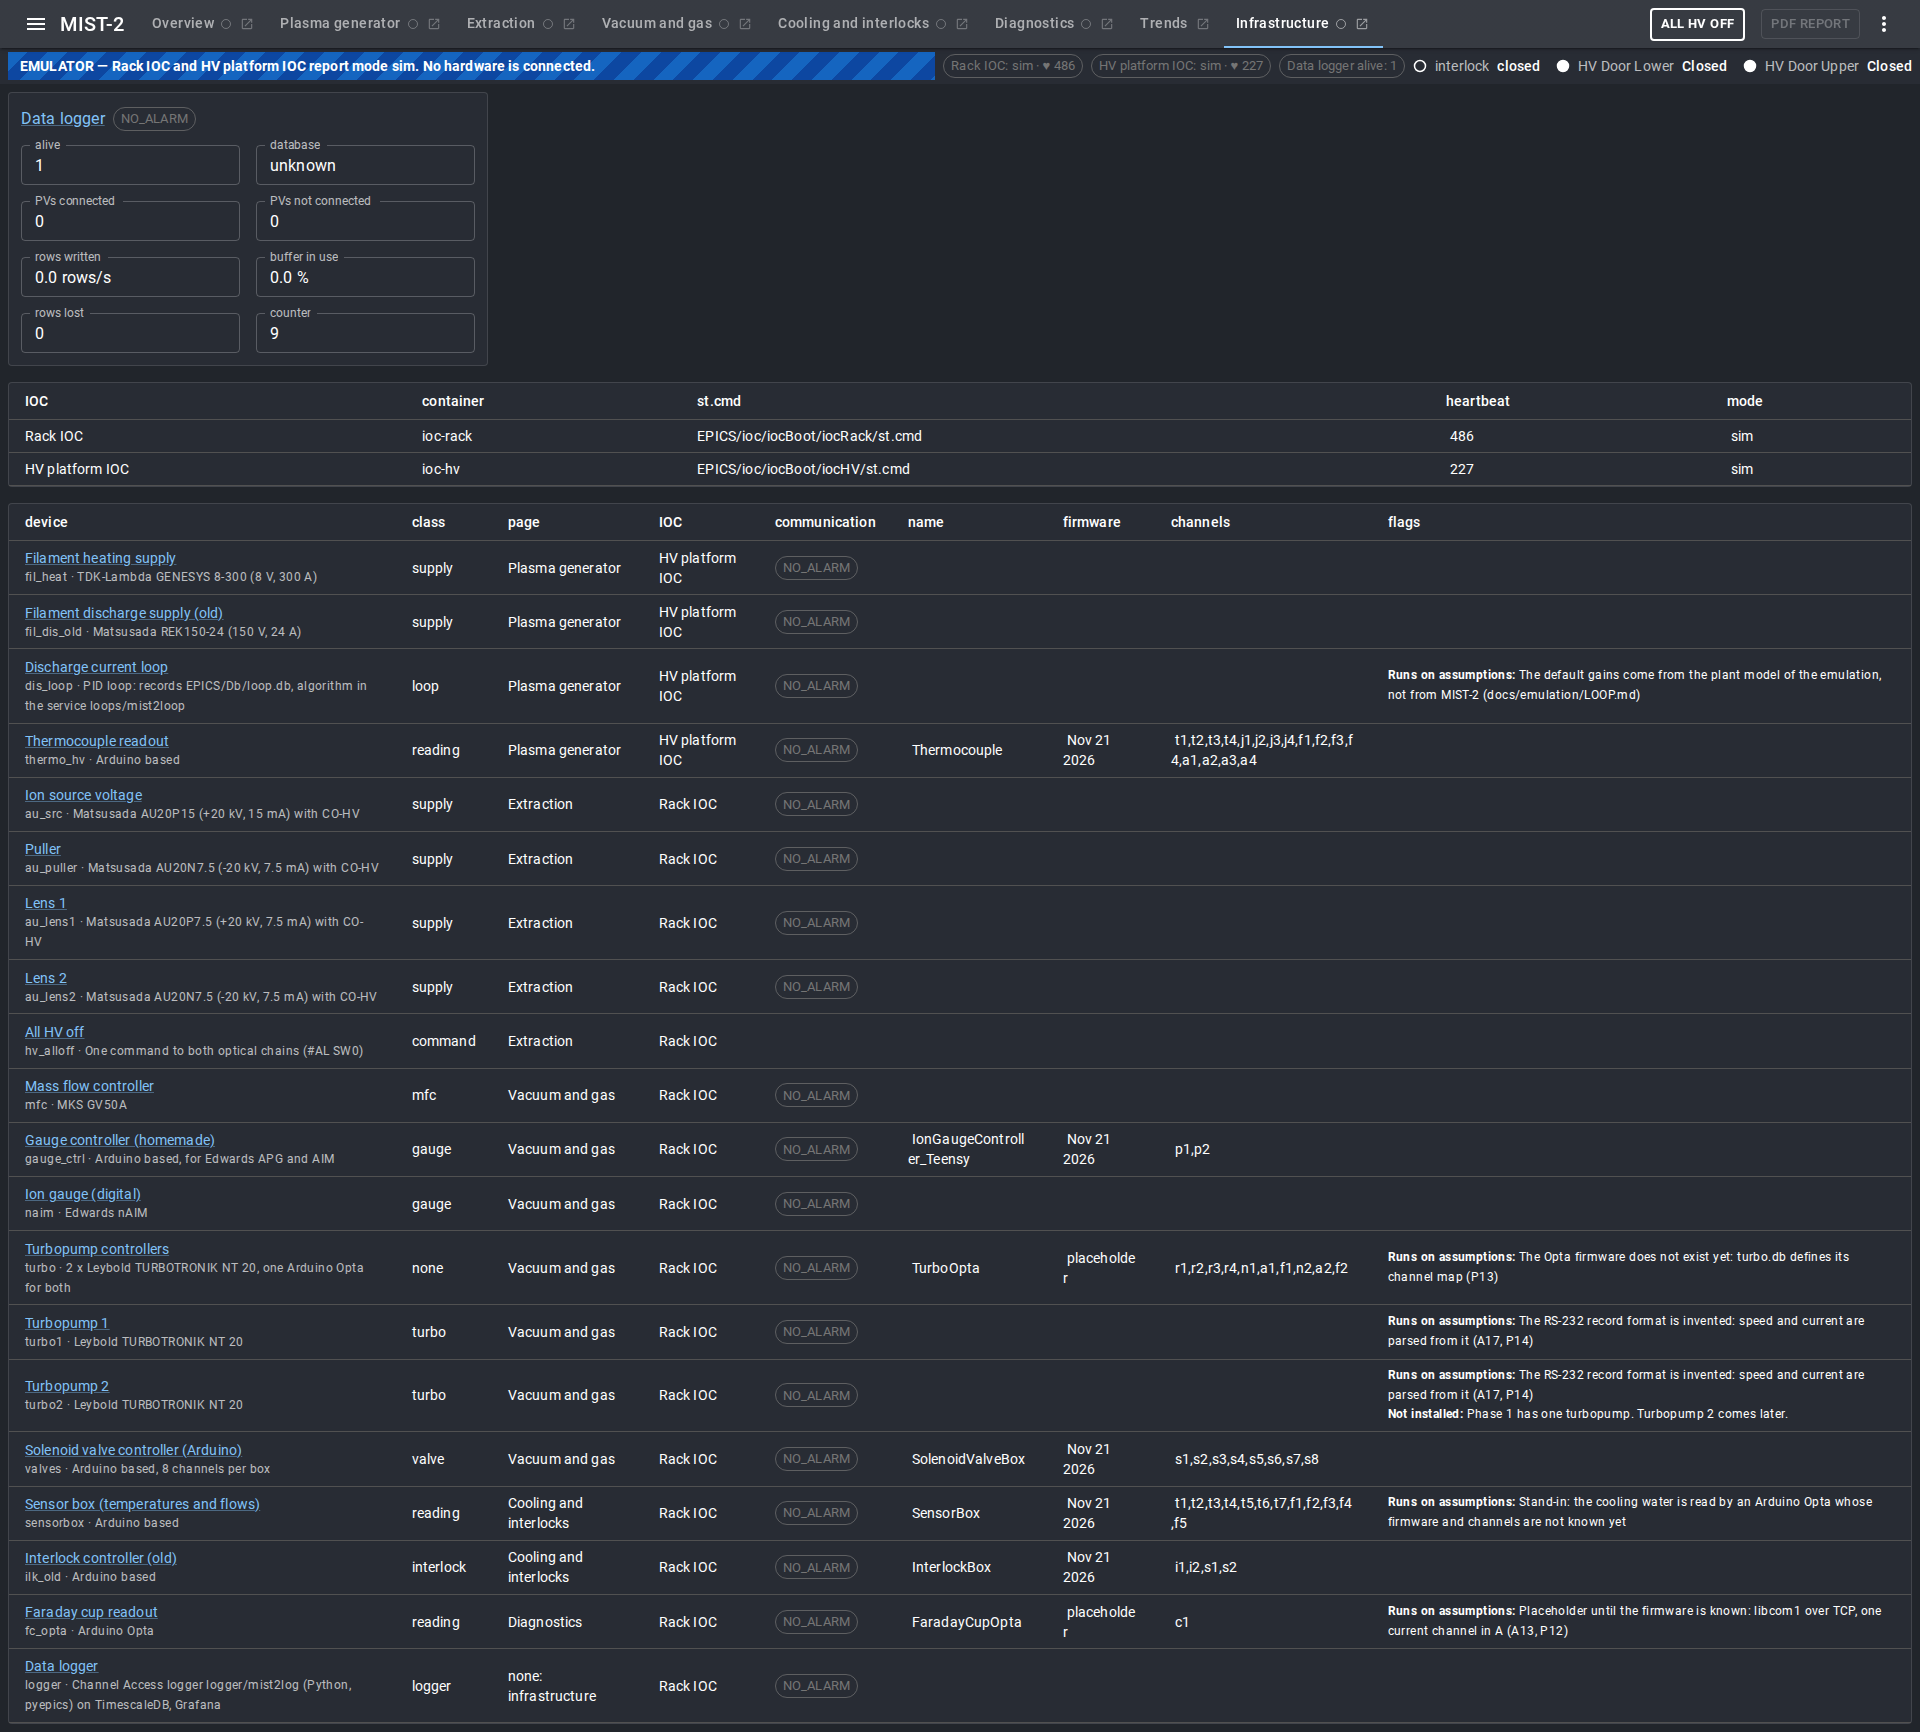 MIST-2 Overview Plasma generator Extraction Vacuum and gas Cooling and interlocks Diagnostics Trends Infrastructure ALL HV OFF PDF REPORT
EMULATOR — Rack IOC and HV platform IOC report mode sim. No hardware is connected. Rack IOC: sim · ♥ 486 HV platform IOC: sim · ♥ 227 Data logger alive: 1 interlock closed HV Door Lower Closed HV Door Upper Closed
Data logger NO_ALARM
alive database
1 unknown
PVs connected PVs not connected
0 0
rows written buffer in use
0.0 rows/s 0.0 %
rows lost counter
0 9
IOC container st.cmd heartbeat mode
Rack IOC ioc-rack EPICS/ioc/iocBoot/iocRack/st.cmd 486 sim
HV platform IOC ioc-hv EPICS/ioc/iocBoot/iocHV/st.cmd 227 sim
device class page IOC communication name firmware channels flags
Filament heating supply
fil_heat · TDK-Lambda GENESYS 8-300 (8 V, 300 A)
supply Plasma generator
HV platform
IOC
NO_ALARM
Filament discharge supply (old)
fil_dis_old · Matsusada REK150-24 (150 V, 24 A)
supply Plasma generator
HV platform
IOC
NO_ALARM
Discharge current loop
dis_loop · PID loop: records EPICS/Db/loop.db, algorithm in
the service loops/mist2loop
loop Plasma generator
HV platform
IOC
NO_ALARM
Runs on assumptions: The default gains come from the plant model of the emulation,
not from MIST-2 (docs/emulation/LOOP.md)
Thermocouple readout
thermo_hv · Arduino based
reading Plasma generator
HV platform
IOC
NO_ALARM Thermocouple
Nov 21
2026
t1,t2,t3,t4,j1,j2,j3,j4,f1,f2,f3,f
4,a1,a2,a3,a4
Ion source voltage
au_src · Matsusada AU20P15 (+20 kV, 15 mA) with CO-HV
supply Extraction Rack IOC NO_ALARM
Puller
au_puller · Matsusada AU20N7.5 (-20 kV, 7.5 mA) with CO-HV
supply Extraction Rack IOC NO_ALARM
Lens 1
au_lens1 · Matsusada AU20P7.5 (+20 kV, 7.5 mA) with CO-
HV
supply Extraction Rack IOC NO_ALARM
Lens 2
au_lens2 · Matsusada AU20N7.5 (-20 kV, 7.5 mA) with CO-HV
supply Extraction Rack IOC NO_ALARM
All HV off
hv_alloff · One command to both optical chains (#AL SW0)
command Extraction Rack IOC
Mass flow controller
mfc · MKS GV50A
mfc Vacuum and gas Rack IOC NO_ALARM
Gauge controller (homemade)
gauge_ctrl · Arduino based, for Edwards APG and AIM
gauge Vacuum and gas Rack IOC NO_ALARM
IonGaugeControll
er_Teensy
Nov 21
2026
p1,p2
Ion gauge (digital)
naim · Edwards nAIM
gauge Vacuum and gas Rack IOC NO_ALARM
Turbopump controllers
turbo · 2 x Leybold TURBOTRONIK NT 20, one Arduino Opta
for both
none Vacuum and gas Rack IOC NO_ALARM TurboOpta
placeholde
r
r1,r2,r3,r4,n1,a1,f1,n2,a2,f2
Runs on assumptions: The Opta firmware does not exist yet: turbo.db defines its
channel map (P13)
Turbopump 1
turbo1 · Leybold TURBOTRONIK NT 20
turbo Vacuum and gas Rack IOC NO_ALARM
Runs on assumptions: The RS-232 record format is invented: speed and current are
parsed from it (A17, P14)
Turbopump 2
turbo2 · Leybold TURBOTRONIK NT 20
turbo Vacuum and gas Rack IOC NO_ALARM
Runs on assumptions: The RS-232 record format is invented: speed and current are
parsed from it (A17, P14)
Not installed: Phase 1 has one turbopump. Turbopump 2 comes later.
Solenoid valve controller (Arduino)
valves · Arduino based, 8 channels per box
valve Vacuum and gas Rack IOC NO_ALARM SolenoidValveBox
Nov 21
2026
s1,s2,s3,s4,s5,s6,s7,s8
Sensor box (temperatures and flows)
sensorbox · Arduino based
reading
Cooling and
interlocks
Rack IOC NO_ALARM SensorBox
Nov 21
2026
t1,t2,t3,t4,t5,t6,t7,f1,f2,f3,f4
,f5
Runs on assumptions: Stand-in: the cooling water is read by an Arduino Opta whose
firmware and channels are not known yet
Interlock controller (old)
ilk_old · Arduino based
interlock
Cooling and
interlocks
Rack IOC NO_ALARM InterlockBox
Nov 21
2026
i1,i2,s1,s2
Faraday cup readout
fc_opta · Arduino Opta
reading Diagnostics Rack IOC NO_ALARM FaradayCupOpta
placeholde
r
c1
Runs on assumptions: Placeholder until the firmware is known: libcom1 over TCP, one
current channel in A (A13, P12)
Data logger
logger · Channel Access logger logger/mist2log (Python,
pyepics) on TimescaleDB, Grafana
logger
none:
infrastructure
Rack IOC NO_ALARM